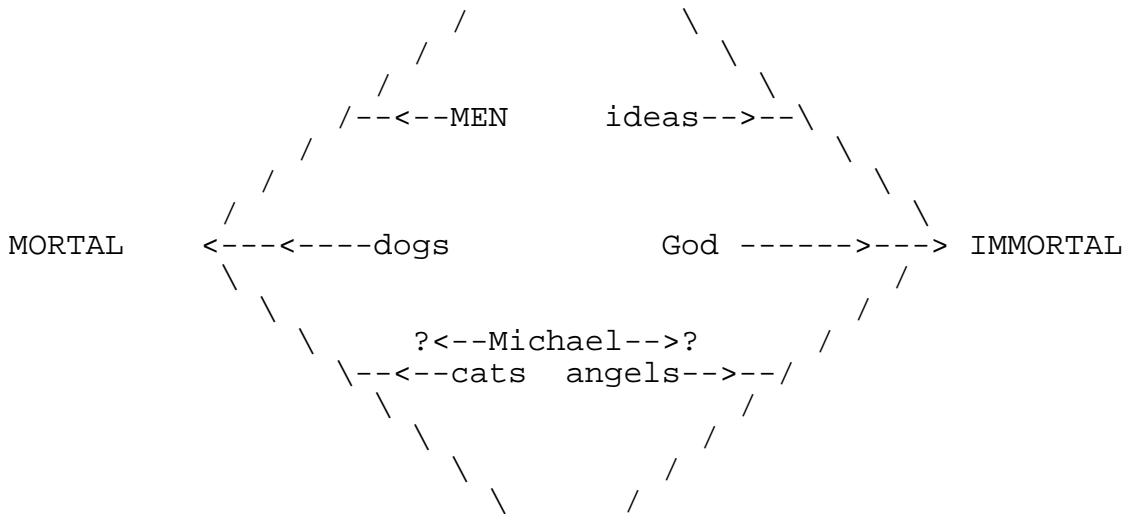 /--<--MEN ideas-->--\
MORTAL <---<----dogs God ------>---> IMMORTAL
?<--Michael-->?
\--<--cats angels-->--/